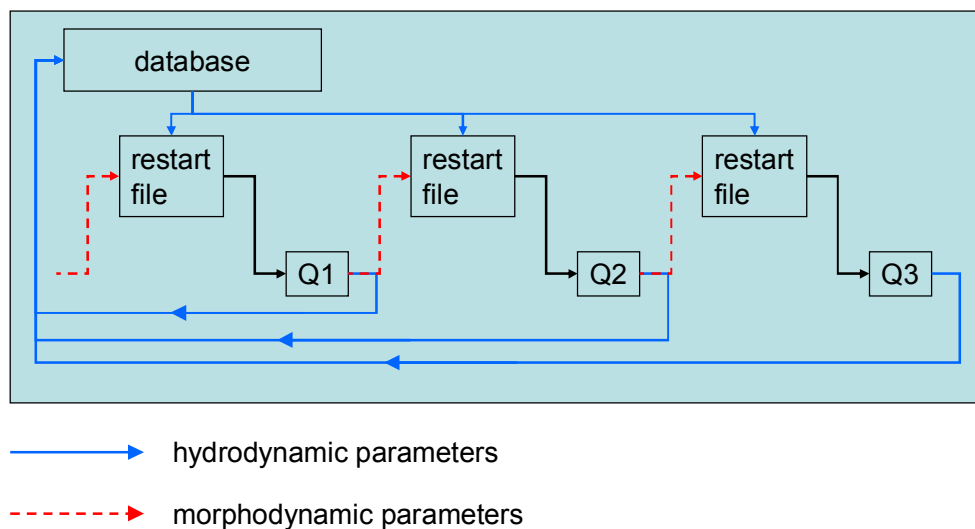 database
restart
file
restart
file
restart
file
Q1
Q2
Q3
hydrodynamic parameters
morphodynamic parameters